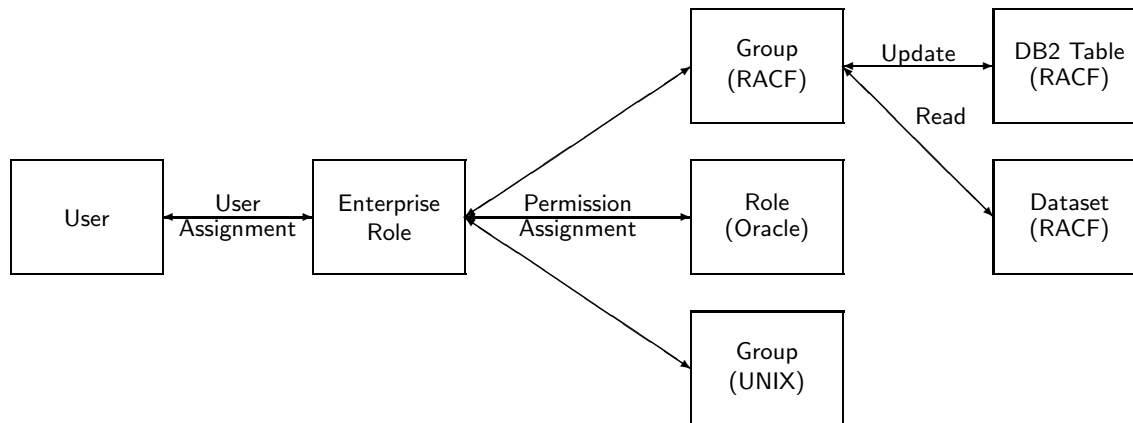 Group
(RACF)
Update
DB2 Table
(RACF)
Read
User
User
Assignment
Enterprise
Role
Permission
Assignment
Role
(Oracle)
Dataset
(RACF)
Group
(UNIX)